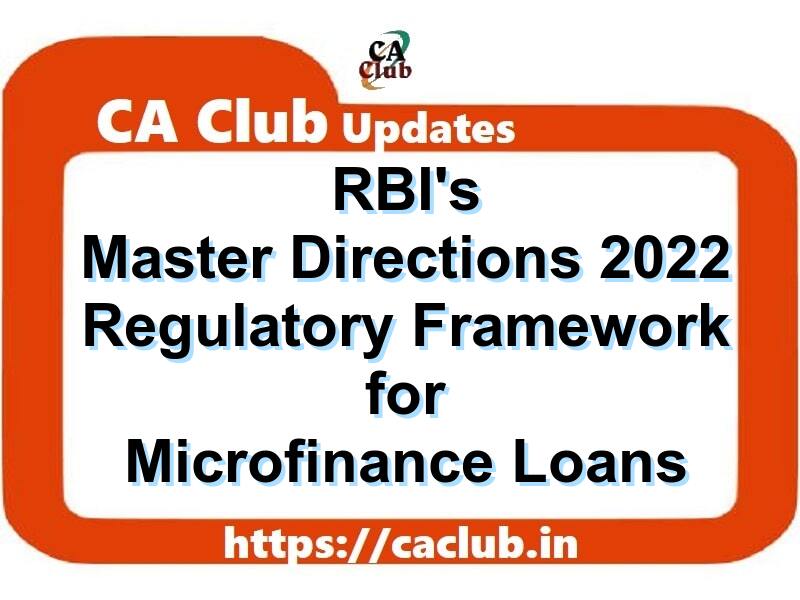 CA
Club
CA Club Updates
RBI's
Master Directions 2022
Regulatory Framework
for
Microfinance Loans
https://caclub.in